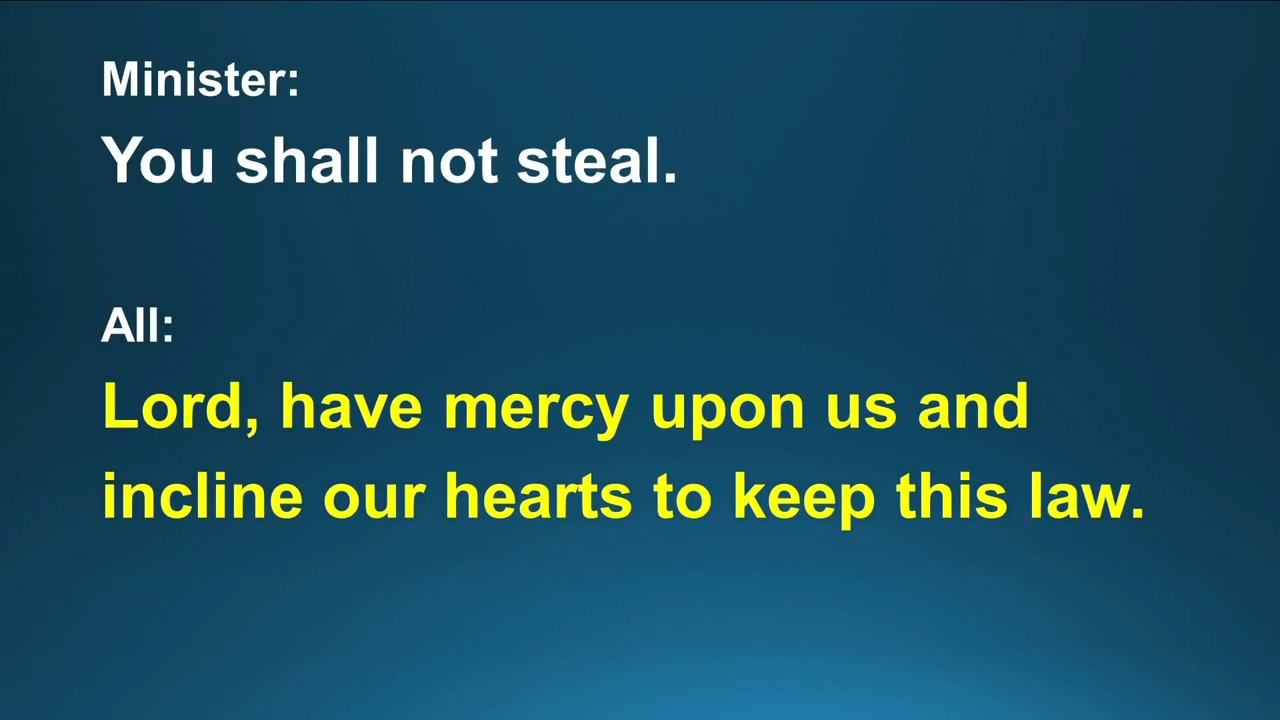 Minister:
You shall not steal.
All:
Lord, have mercy upon us and
incline our hearts to keep this law.